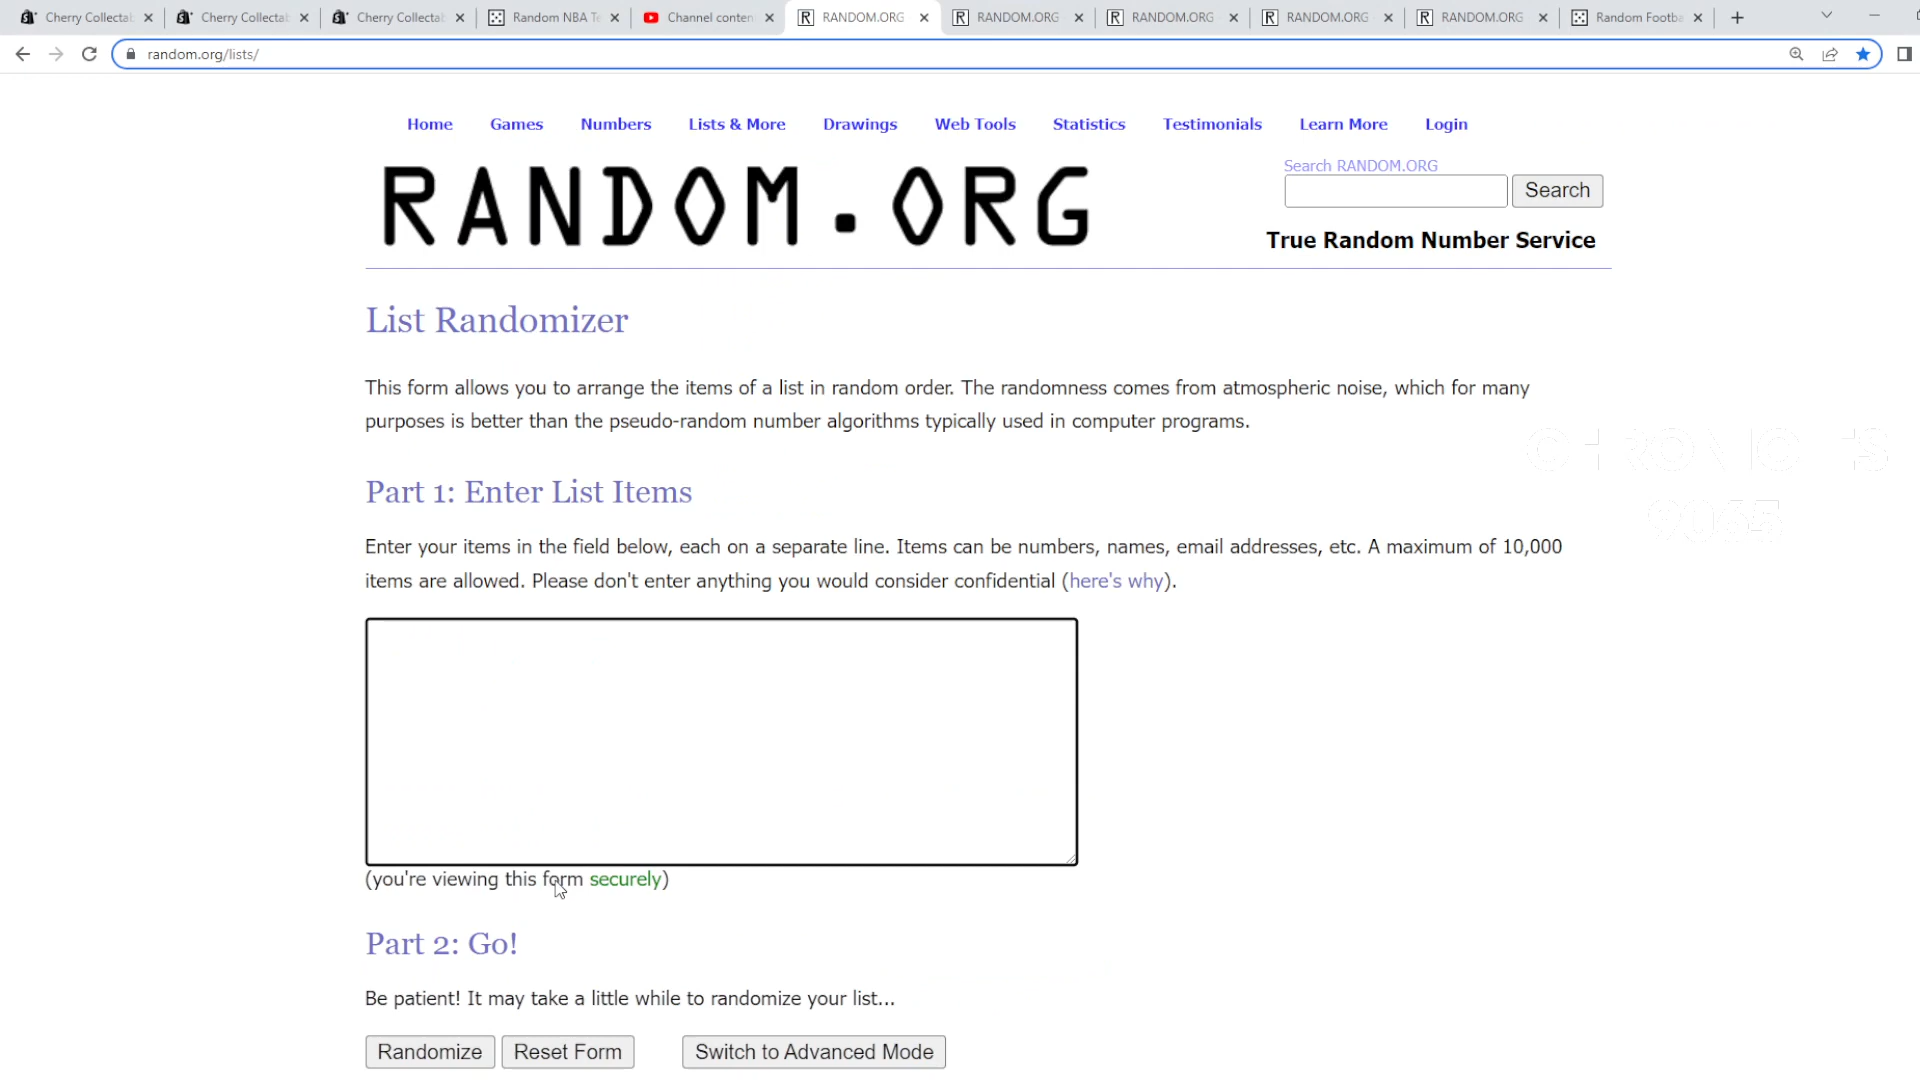 Cherry Collectab
Cherry Collectab
Cherry Collectab
Random NBA Te
Channel conten
RANDOM.ORG
RANDOM.ORG
RANDOM.ORG
RANDOM.ORG
RANDOM.ORG
Random Footba
random.org/lists/
Home Games Numbers Lists & More Drawings Web Tools Statistics Testimonials Learn More Login
RANDOM.ORG
Search RANDOM.ORG
Search
True Random Number Service
List Randomizer
This form allows you to arrange the items of a list in random order. The randomness comes from atmospheric noise, which for many
purposes is better than the pseudo-random number algorithms typically used in computer programs.
CHRONICLES
9065
Part 1: Enter List Items
Enter your items in the field below, each on a separate line. Items can be numbers, names, email addresses, etc. A maximum of 10,000
items are allowed. Please don't enter anything you would consider confidential (here's why).
(you're viewing this form securely)
Part 2: Go!
Be patient! It may take a little while to randomize your list...
Randomize Reset Form Switch to Advanced Mode